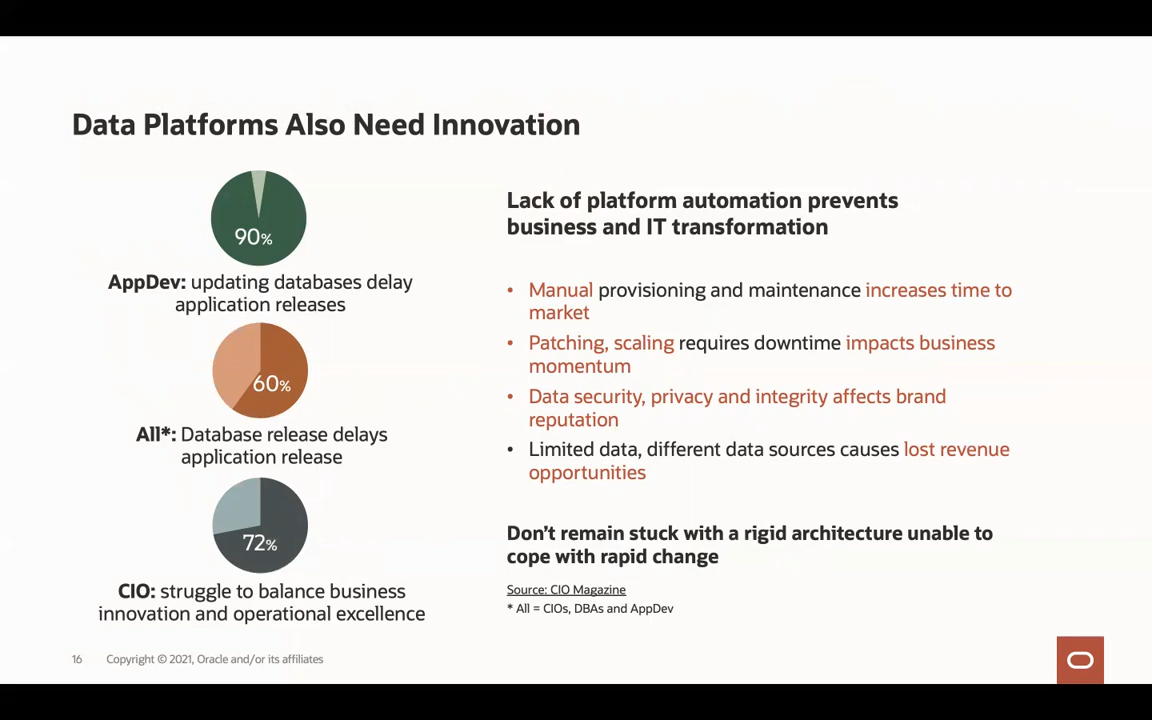 Data Platforms Also Need Innovation
90%
AppDev: updating databases delay
application releases
60%
All*: Database release delays
application release
72%
CIO: struggle to balance business
innovation and operational excellence
Lack of platform automation prevents
business and IT transformation
• Manual provisioning and maintenance increases time to
market
• Patching, scaling requires downtime impacts business
momentum
• Data security, privacy and integrity affects brand
reputation
• Limited data, different data sources causes lost revenue
opportunities
Don’t remain stuck with a rigid architecture unable to
cope with rapid change
Source: CIO Magazine
* All = CIOs, DBAs and AppDev
16 Copyright © 2021, Oracle and/or its affiliates